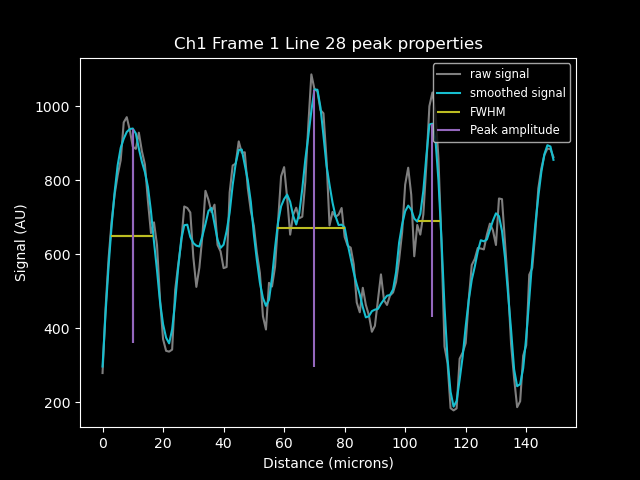 Ch1 Frame 1 Line 28 peak properties
raw signal
smoothed signal
FWHM
Peak amplitude
Signal (AU)
1000
800
600
400
200
0 20 40 60 80 100 120 140
Distance (microns)